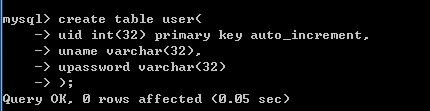 mysql> create table user(
    -> uid int(32) primary key auto_increment,
    -> uname varchar(32),
    -> upassword varchar(32)
    -> );
Query OK, 0 rows affected (0.05 sec)